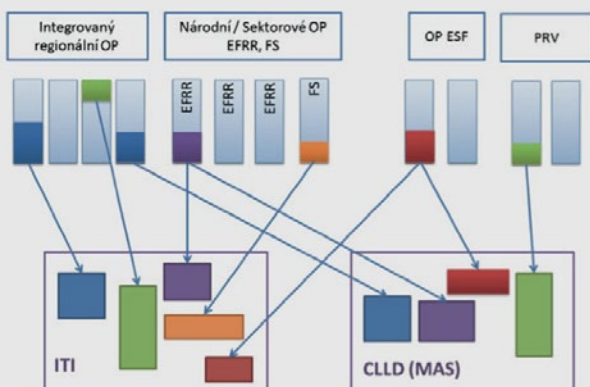 Integrovaný
regionální OP
Národní / Sektorové OP
EFRR, FS
OP ESF
PRV
EFRR
EFRR
EFRR
FS
ITI
CLLD (MAS)